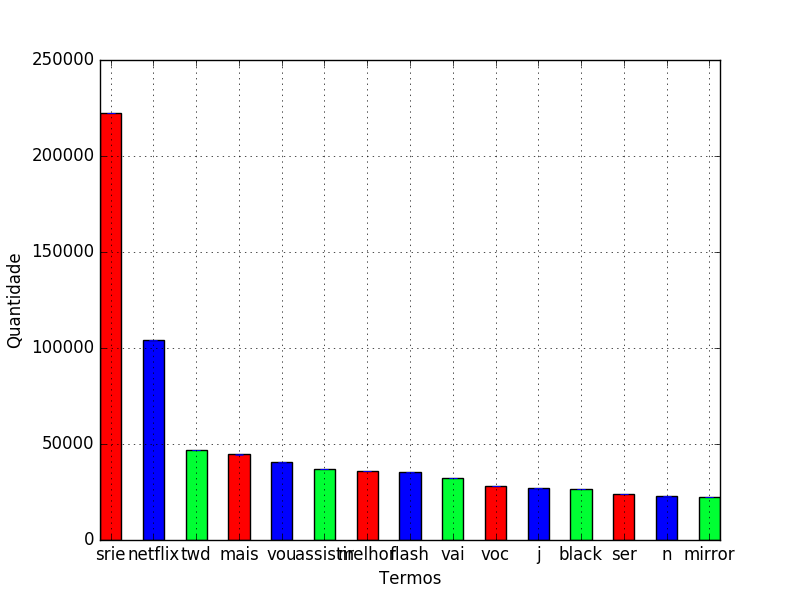 250000
200000
150000
100000
50000
0
Quantidade
srie netflix twd mais vou assistir melhor flash vai voc j black ser n mirror
Termos